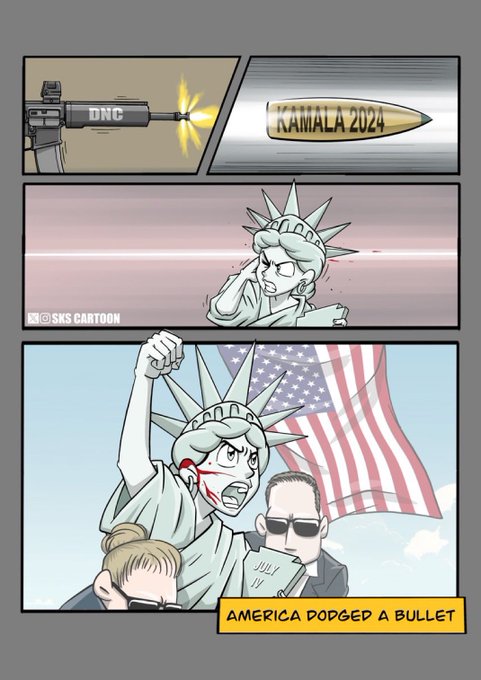 DNC
KAMALA 2024
SKS CARTOON
JULY
IV
AMERICA DODGED A BULLET